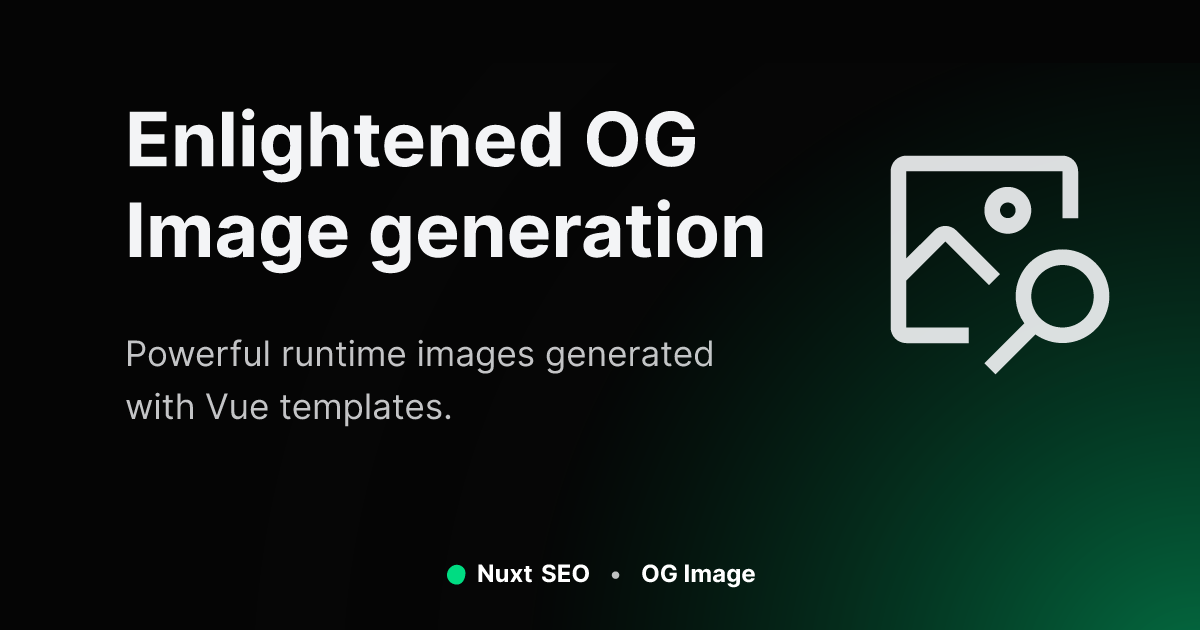 Enlightened OG
Image generation
Powerful runtime images generated
with Vue templates.
Nuxt SEO • OG Image